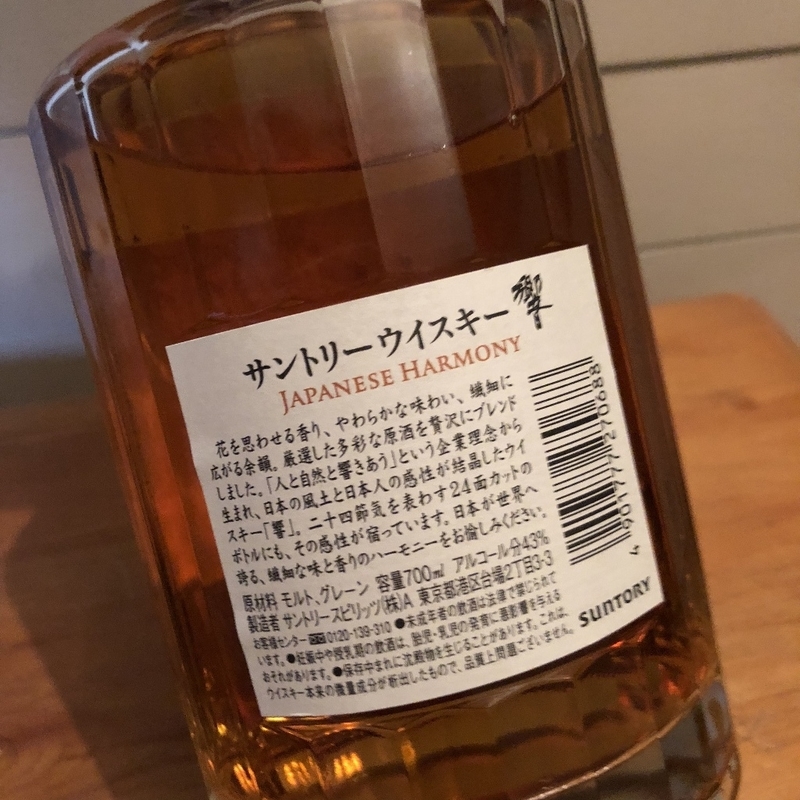 サントリーウイスキー 響
JAPANESE HARMONY
花を思わせる香り、やわらかな味わい、繊細に
広がる余韻。厳選した多彩な原酒を贅沢にブレンド
しました。「人と自然と響きあう」という企業理念から
生まれ、日本の風土と日本人の感性が結晶したウイ
スキー「響」。二十四節気を表わす24面カットの
ボトルにも、その感性が宿っています。日本が世界へ
誇る、繊細な味と香りのハーモニーをお愉しみください。
原材料 モルト、グレーン 容量700ml アルコール分43%
製造者 サントリースピリッツ(株)A 東京都港区台場2丁目3-3
お客様センター 0120-139-310 ●未成年者の飲酒は法律で禁じられて
います。●妊娠中や授乳期の飲酒は、胎児・乳児の発育に悪影響を与える
おそれがあります。●保存中まれに沈殿物を生じることがあります。これは、
ウイスキー本来の微量成分が析出したもので、品質上問題ございません。
4 901777 270688
SUNTORY